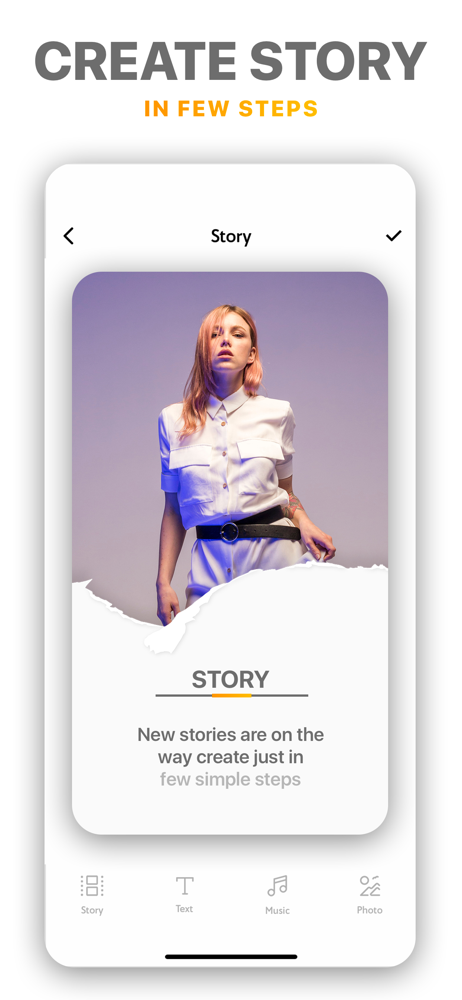 CREATE STORY
IN FEW STEPS
Story
STORY
New stories are on the
way create just in
few simple steps
Story
Text
Music
Photo